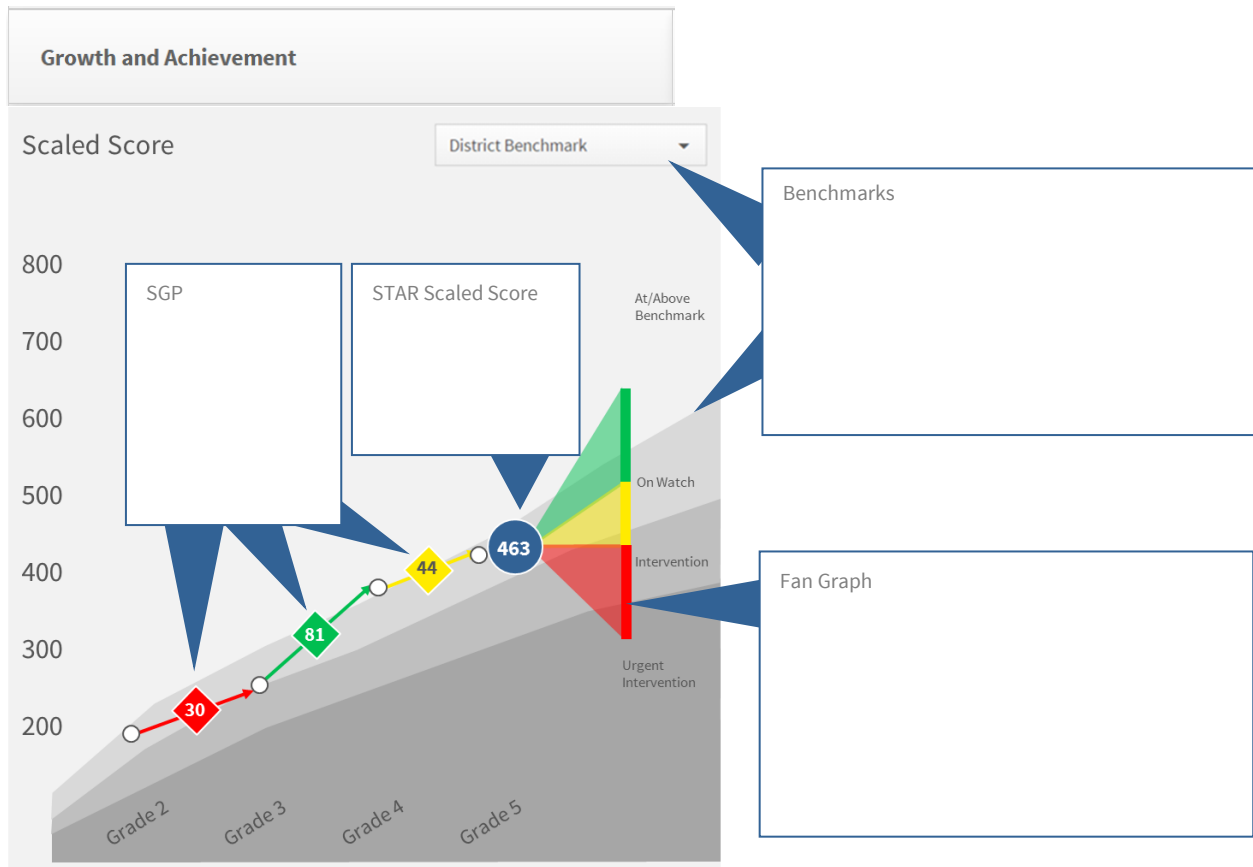 Growth and Achievement
Scaled Score
District Benchmark
Benchmarks
800
SGP
STAR Scaled Score
At/Above
Benchmark
700
600
On Watch
500
463
Intervention
400
44
Fan Graph
81
300
Urgent
Intervention
30
200
Grade 2
Grade 3
Grade 4
Grade 5